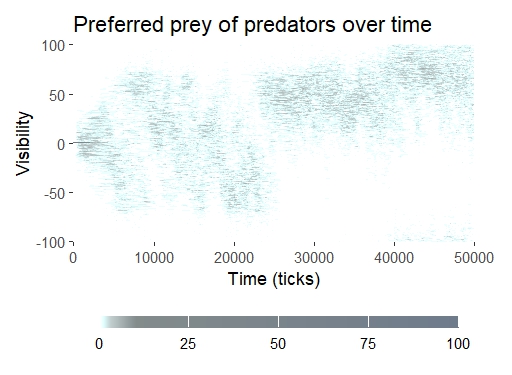 Preferred prey of predators over time
100
50
0
-50
-100
Visibility
0 10000 20000 30000 40000 50000
Time (ticks)
0 25 50 75 100